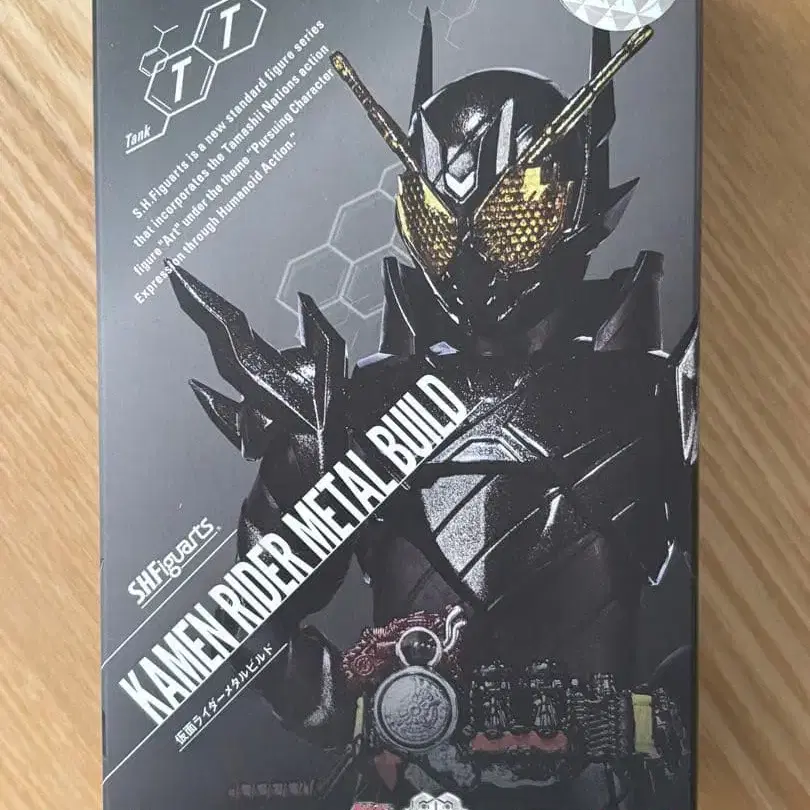 T T
Tank
S.H.Figuarts is a new standard figure series
that incorporates the Tamashii Nations action
figure "Art" under the theme "Pursuing Character
Expression through Humanoid Action."
S.H.Figuarts
KAMEN RIDER METAL BUILD
仮面ライダーメタルビルド